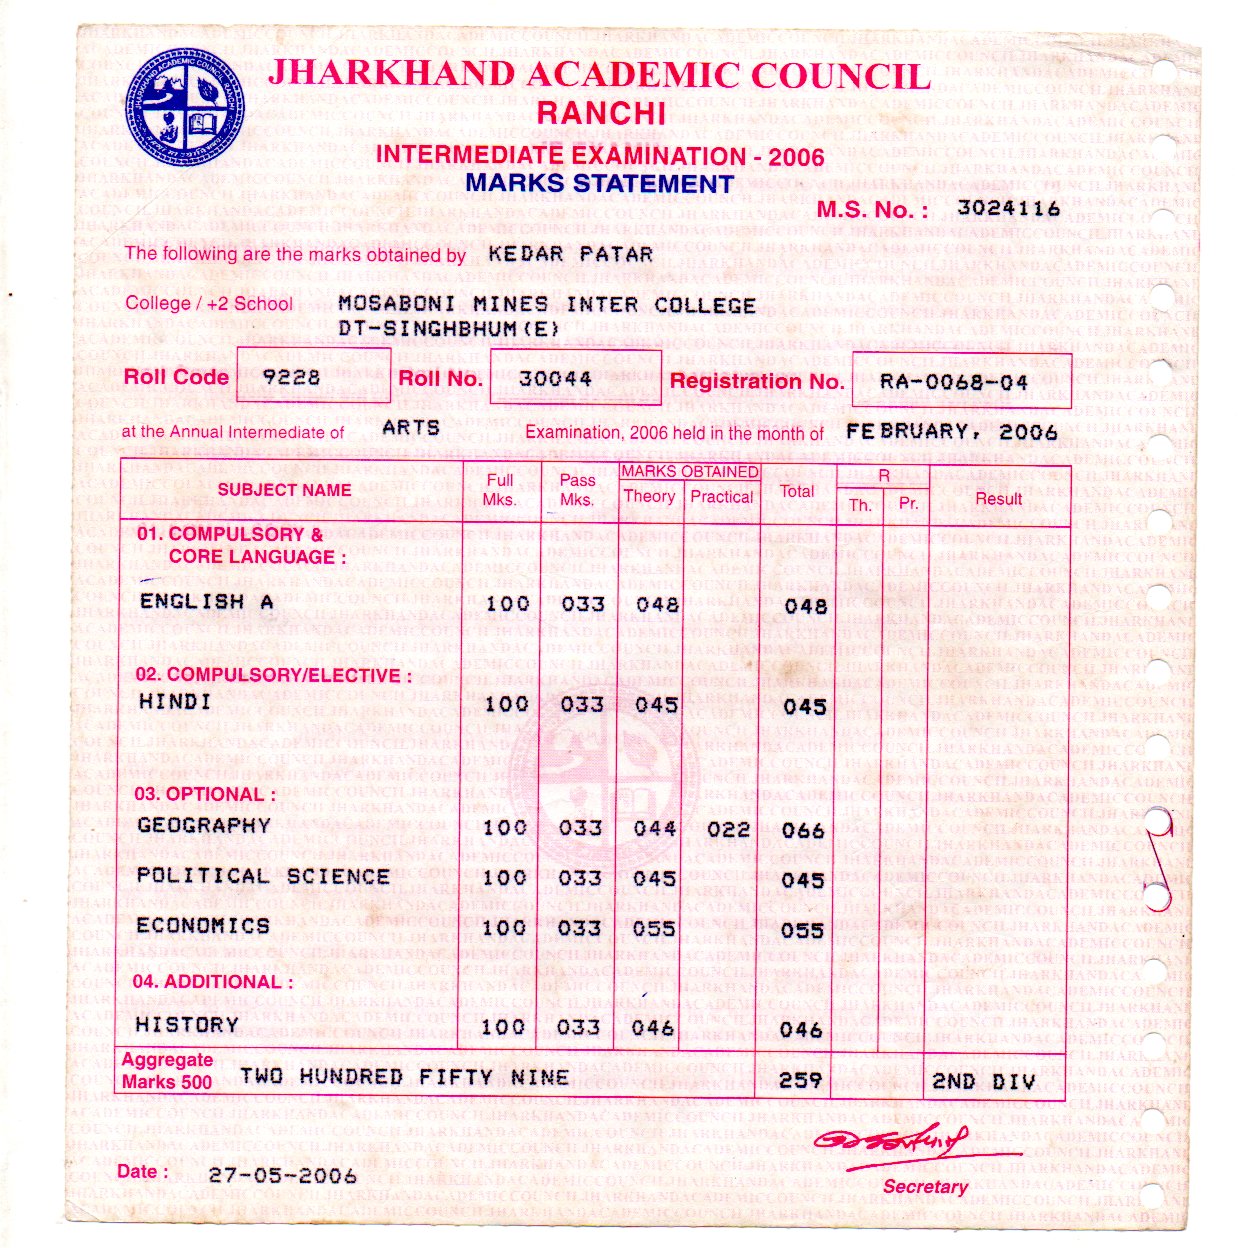 JHARKHAND ACADEMIC COUNCIL
RANCHI
INTERMEDIATE EXAMINATION - 2006
MARKS STATEMENT
M.S. No. : 3024116
The following are the marks obtained by KEDAR PATAR
College / +2 School MOSABONI MINES INTER COLLEGE
DT-SINGHBHUM(E)
Roll Code 9228 Roll No. 30044 Registration No. RA-0068-04
at the Annual Intermediate of ARTS Examination, 2006 held in the month of FEBRUARY, 2006
SUBJECT NAME Full Mks. Pass Mks. MARKS OBTAINED Theory Practical Total R Th. Pr. Result
01. COMPULSORY &
CORE LANGUAGE :
ENGLISH A 100 033 048 048
02. COMPULSORY/ELECTIVE :
HINDI 100 033 045 045
03. OPTIONAL :
GEOGRAPHY 100 033 044 022 066
POLITICAL SCIENCE 100 033 045 045
ECONOMICS 100 033 055 055
04. ADDITIONAL :
HISTORY 100 033 046 046
Aggregate
Marks 500 TWO HUNDRED FIFTY NINE 259 2ND DIV
Date : 27-05-2006
Secretary